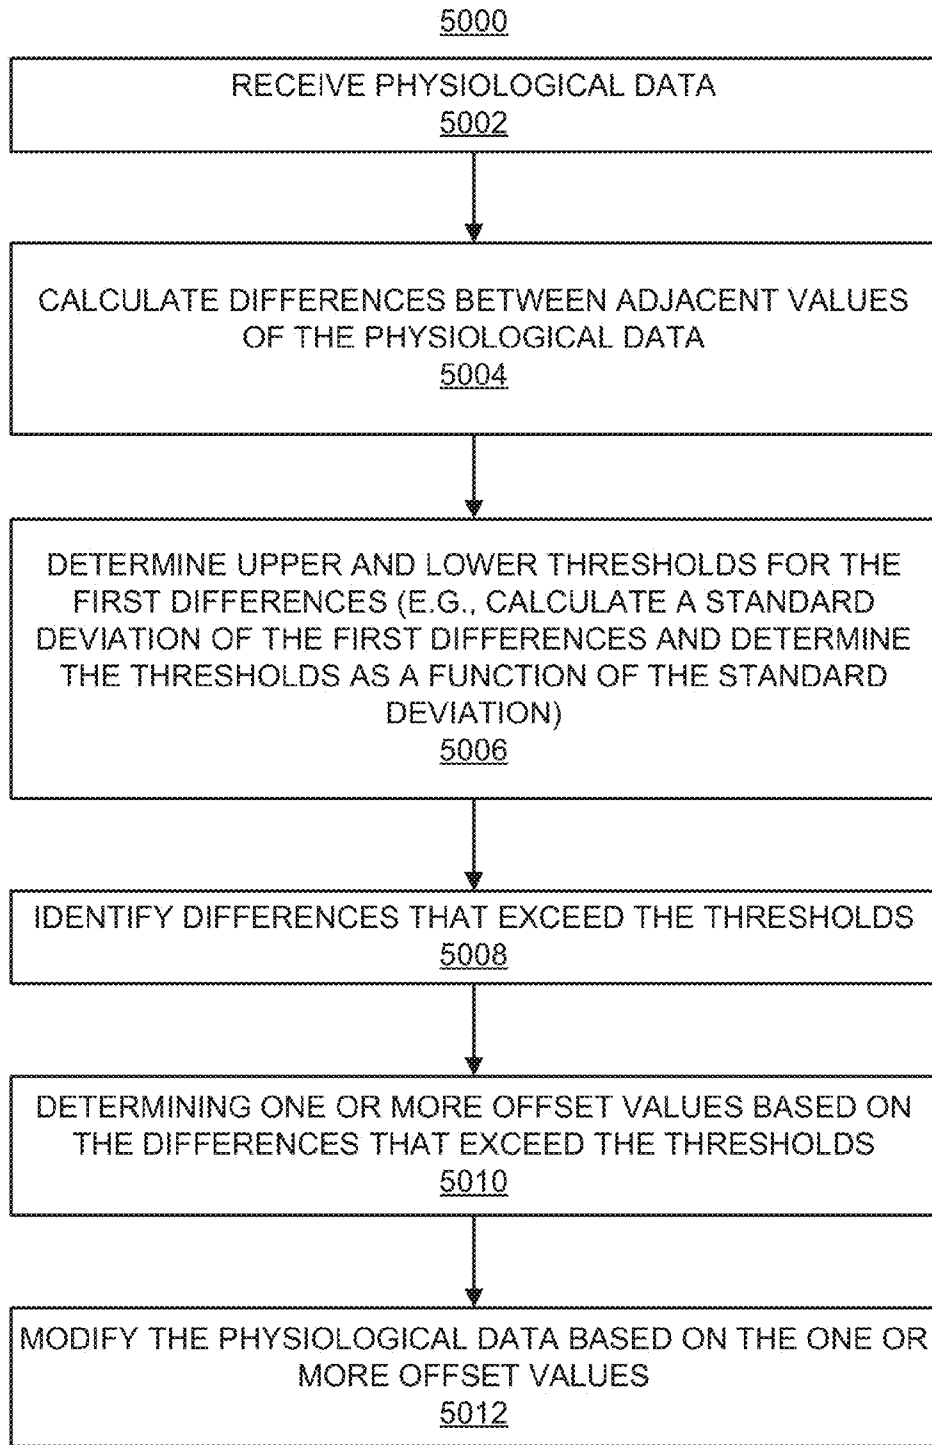 5000
RECEIVE PHYSIOLOGICAL DATA
5002
CALCULATE DIFFERENCES BETWEEN ADJACENT VALUES
OF THE PHYSIOLOGICAL DATA
5004
DETERMINE UPPER AND LOWER THRESHOLDS FOR THE
FIRST DIFFERENCES (E.G., CALCULATE A STANDARD
DEVIATION OF THE FIRST DIFFERENCES AND DETERMINE
THE THRESHOLDS AS A FUNCTION OF THE STANDARD
DEVIATION)
5006
IDENTIFY DIFFERENCES THAT EXCEED THE THRESHOLDS
5008
DETERMINING ONE OR MORE OFFSET VALUES BASED ON
THE DIFFERENCES THAT EXCEED THE THRESHOLDS
5010
MODIFY THE PHYSIOLOGICAL DATA BASED ON THE ONE OR
MORE OFFSET VALUES
5012